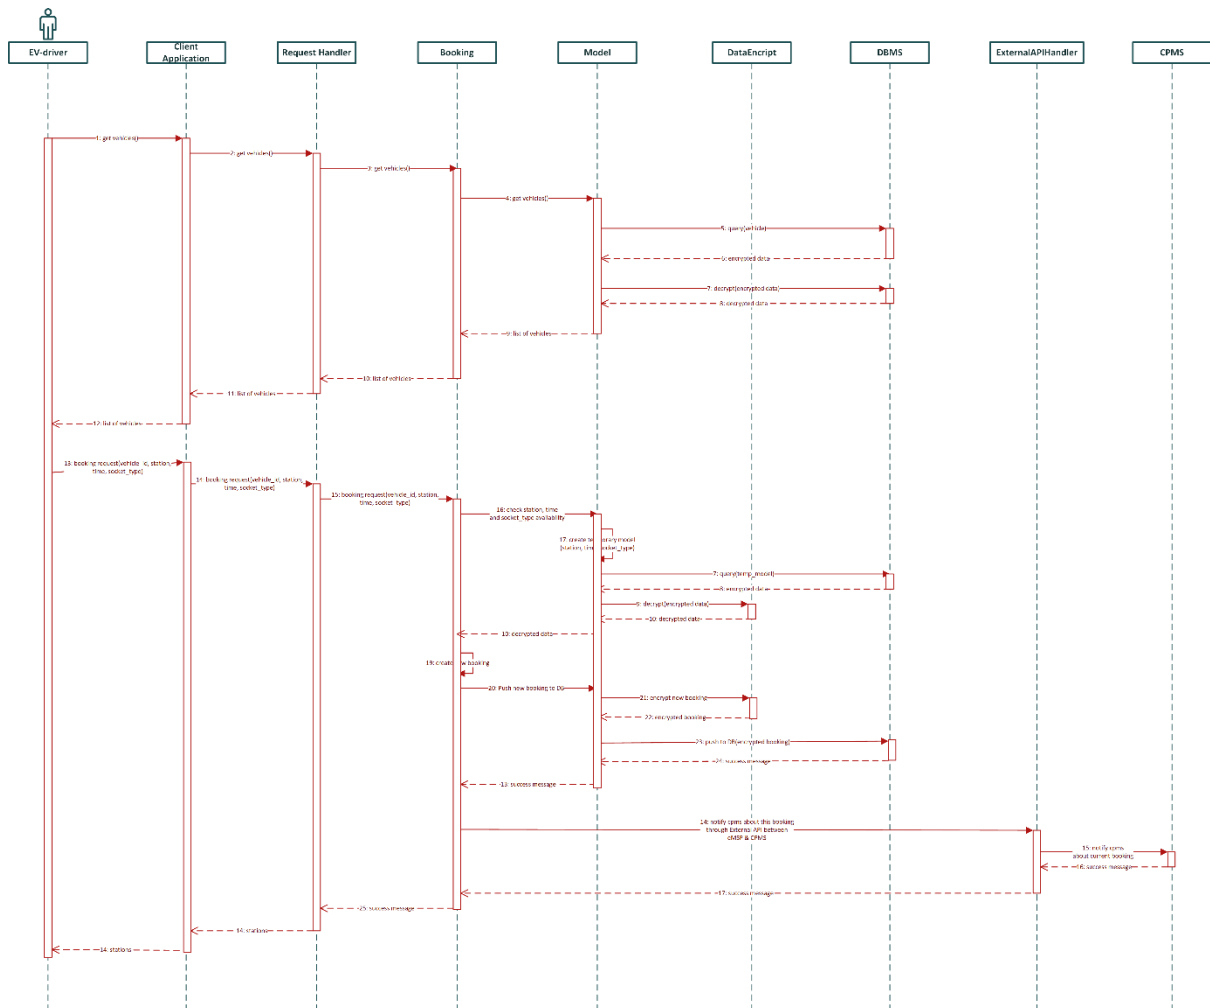 EV-driver
Client
Application
Request Handler
Booking
Model
DataEncript
DBMS
ExternalAPIHandler
CPMS
1: get vehicles()
2: get vehicles()
3: get vehicles()
4: get vehicles()
5: query(vehicle)
6: encrypted data
7: decrypt(encrypted data)
8: decrypted data
9: list of vehicles
10: list of vehicles
11: list of vehicles
12: list of vehicles
13: booking request(vehicle_id, station,
time, socket_type)
14: booking request(vehicle_id, station,
time, socket_type)
15: booking request(vehicle_id, station,
time, socket_type)
16: check station, time
and socket_type availability
17: create temporary model
(station, time, socket_type)
7: query(temp_model)
8: encrypted data
9: decrypt(encrypted data)
10: decrypted data
decrypted data
19: create new booking
20: Push new booking to DB
21: encrypt new booking
22: encrypted booking
23: push to DB(encrypted booking)
24: success message
13: success message
14: notify cpms about this booking
through External API between
eMSP & CPMS
15: notify cpms
about current booking
16: success message
17: success message
25: success message
14: stations
14: stations